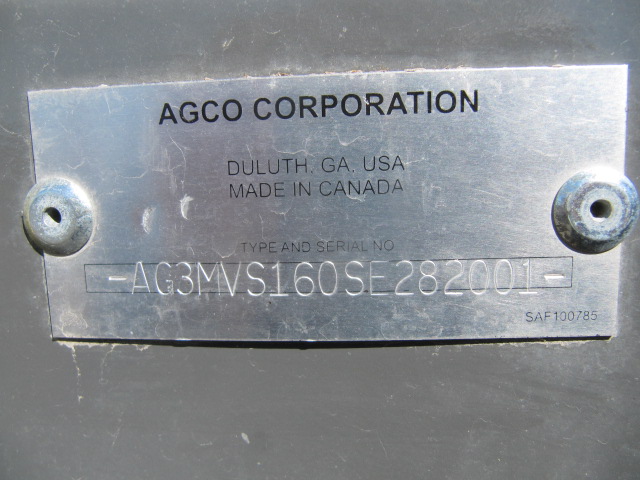 AGCO CORPORATION
DULUTH, GA, USA
MADE IN CANADA
TYPE AND SERIAL NO
-AG3MVS160SE282001-
SAF100785